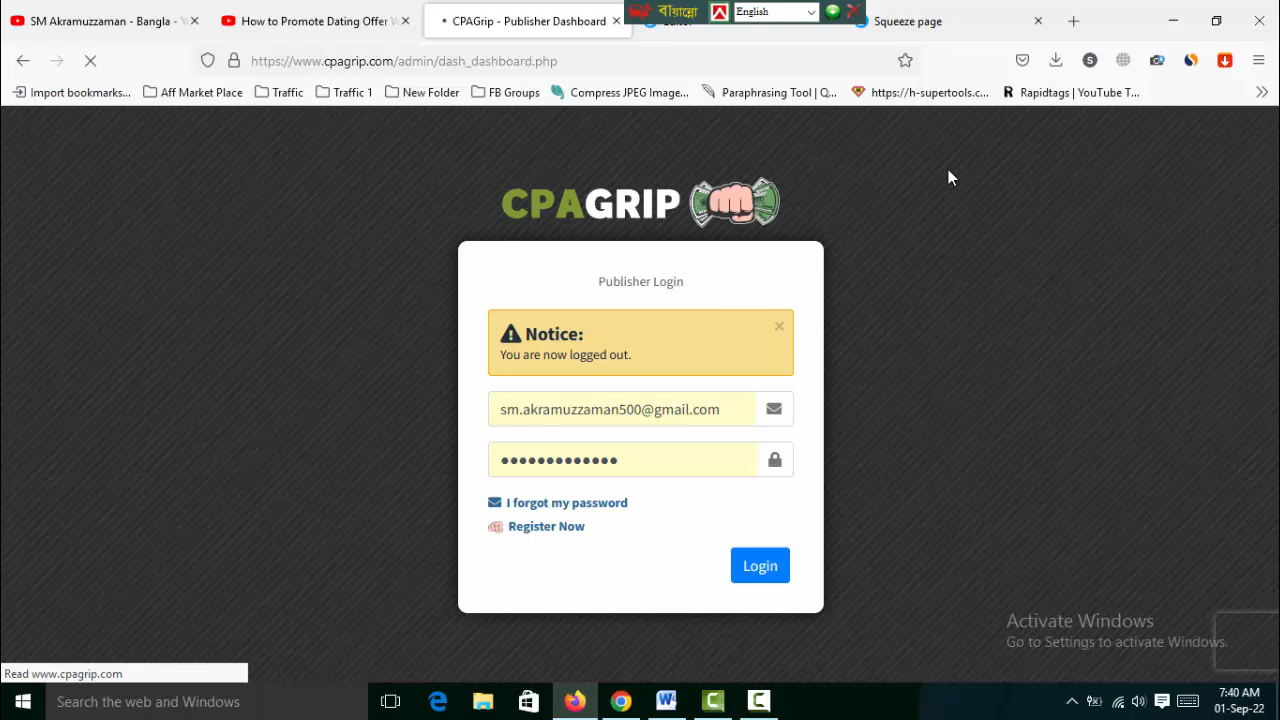 SM Akramuzzaman - Bangla -
How to Promote Dating Of
CPAGrip - Publisher Dashboard
বায়ান্নো
English
Squeeze page
https://www.cpagrip.com/admin/dash_dashboard.php
Import bookmarks...
Aff Market Place
Traffic
Traffic 1
New Folder
FB Groups
Compress JPEG Image...
Paraphrasing Tool | Q...
https://h-supertools.c...
Rapidtags | YouTube T...
CPAGRIP
Publisher Login
Notice:
You are now logged out.
sm.akramuzzaman500@gmail.com
I forgot my password
Register Now
Login
Activate Windows
Go to Settings to activate Windows.
Read www.cpagrip.com
Search the web and Windows
7:40 AM
01-Sep-22